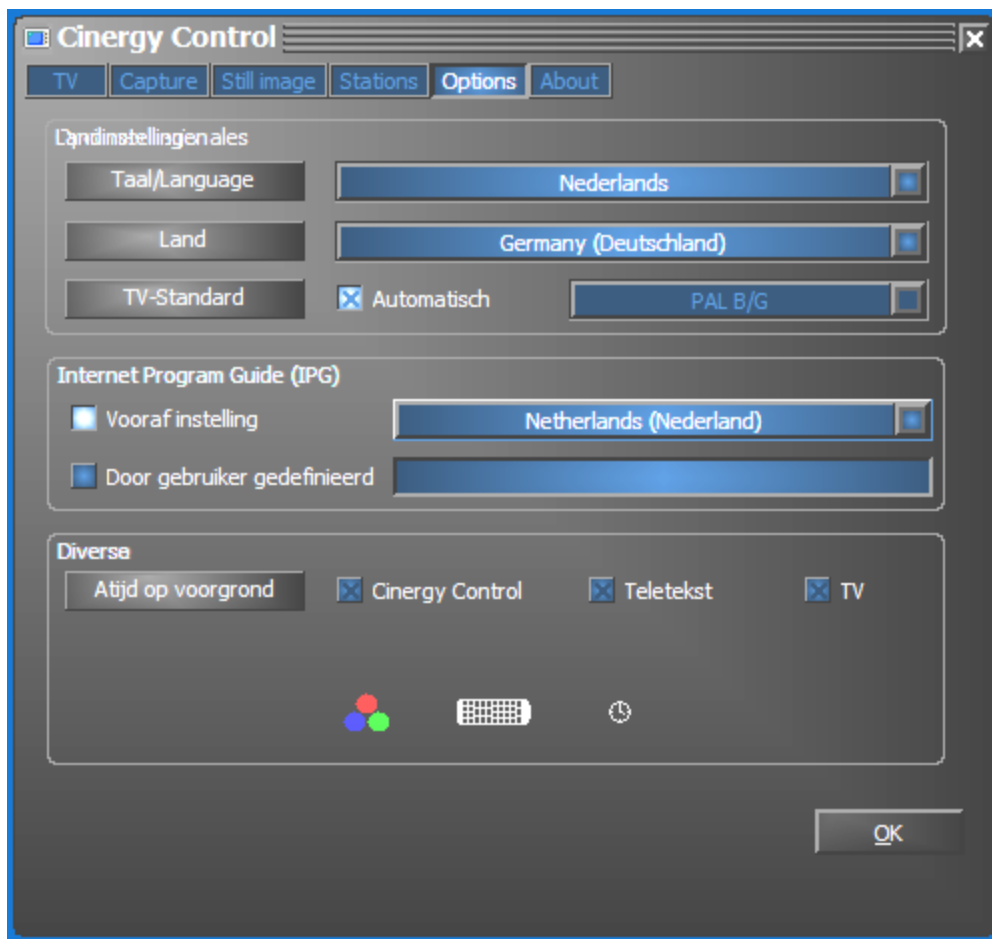 Cinergy Control
TV Capture Still image Stations Options About
Taal/Language Nederlands
Land Germany (Deutschland)
TV-Standard Automatisch PAL B/G
Internet Program Guide (IPG)
Vooraf instelling Netherlands (Nederland)
Door gebruiker gedefinieerd
Atijd op voorgrond Cinergy Control Teletekst TV
OK